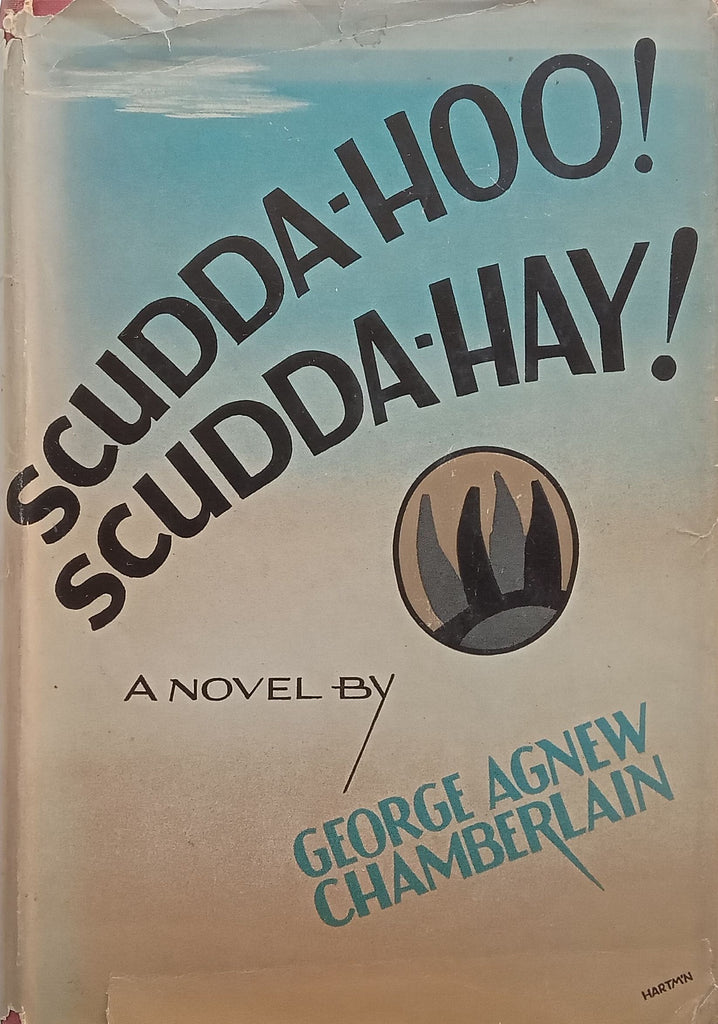 SCUDDA-HOO!
SCUDDA-HAY!
A NOVEL BY
GEORGE AGNEW
CHAMBERLAIN
HARTM'N